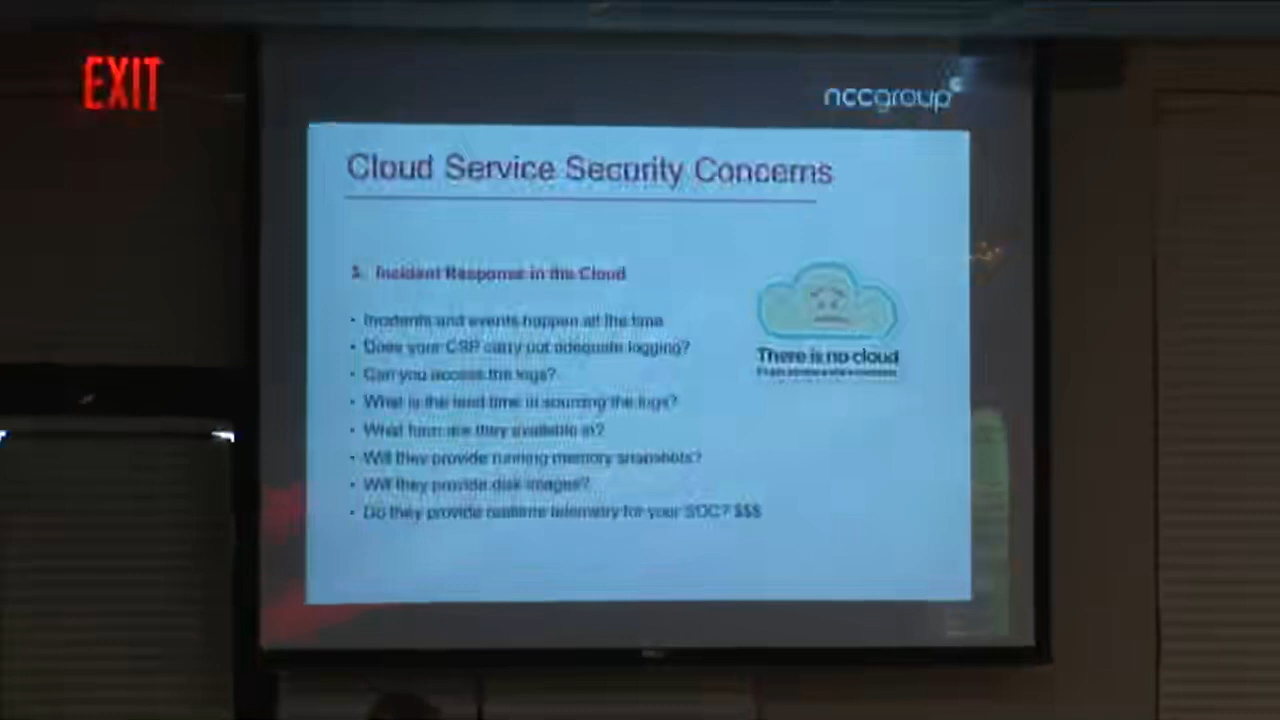 EXIT
nccgroup
Cloud Service Security Concerns
Incident Response in the Cloud
• Incidents and events happen all the time
• Does your CSP carry out adequate logging?
• Can you access the logs?
• What is the lead time in sourcing the logs?
• What form are they available in?
• Will they provide running memory snapshots?
• Will they provide disk images?
• Do they provide realtime telemetry for your SOC? $$$
There is no cloud